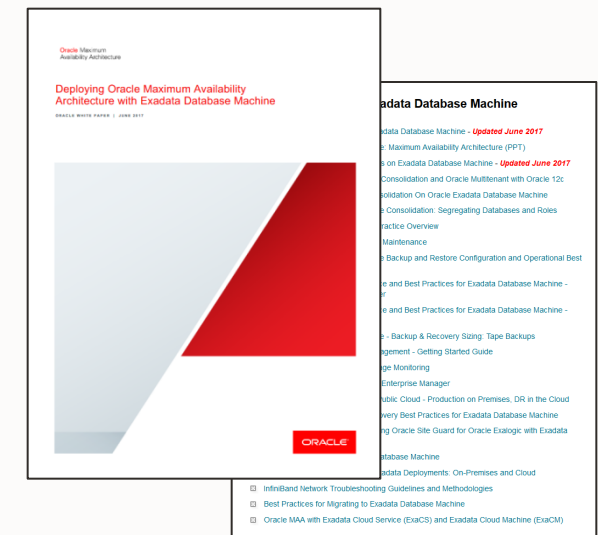 Oracle Maximum
Availability Architecture
Deploying Oracle Maximum Availability
Architecture with Exadata Database Machine
ORACLE WHITE PAPER | JUNE 2017
ORACLE
adata Database Machine
adata Database Machine - Updated June 2017
e: Maximum Availability Architecture (PPT)
s on Exadata Database Machine - Updated June 2017
Consolidation and Oracle Multitenant with Oracle 12c
solidation On Oracle Exadata Database Machine
e Consolidation: Segregating Databases and Roles
ractice Overview
Maintenance
e Backup and Restore Configuration and Operational Best
ce and Best Practices for Exadata Database Machine -
er
ce and Best Practices for Exadata Database Machine -
e - Backup & Recovery Sizing: Tape Backups
agement - Getting Started Guide
ge Monitoring
Enterprise Manager
Public Cloud - Production on Premises, DR in the Cloud
overy Best Practices for Exadata Database Machine
ng Oracle Site Guard for Oracle Exalogic with Exadata
atabase Machine
adata Deployments: On-Premises and Cloud
InfiniBand Network Troubleshooting Guidelines and Methodologies
Best Practices for Migrating to Exadata Database Machine
Oracle MAA with Exadata Cloud Service (ExaCS) and Exadata Cloud Machine (ExaCM)